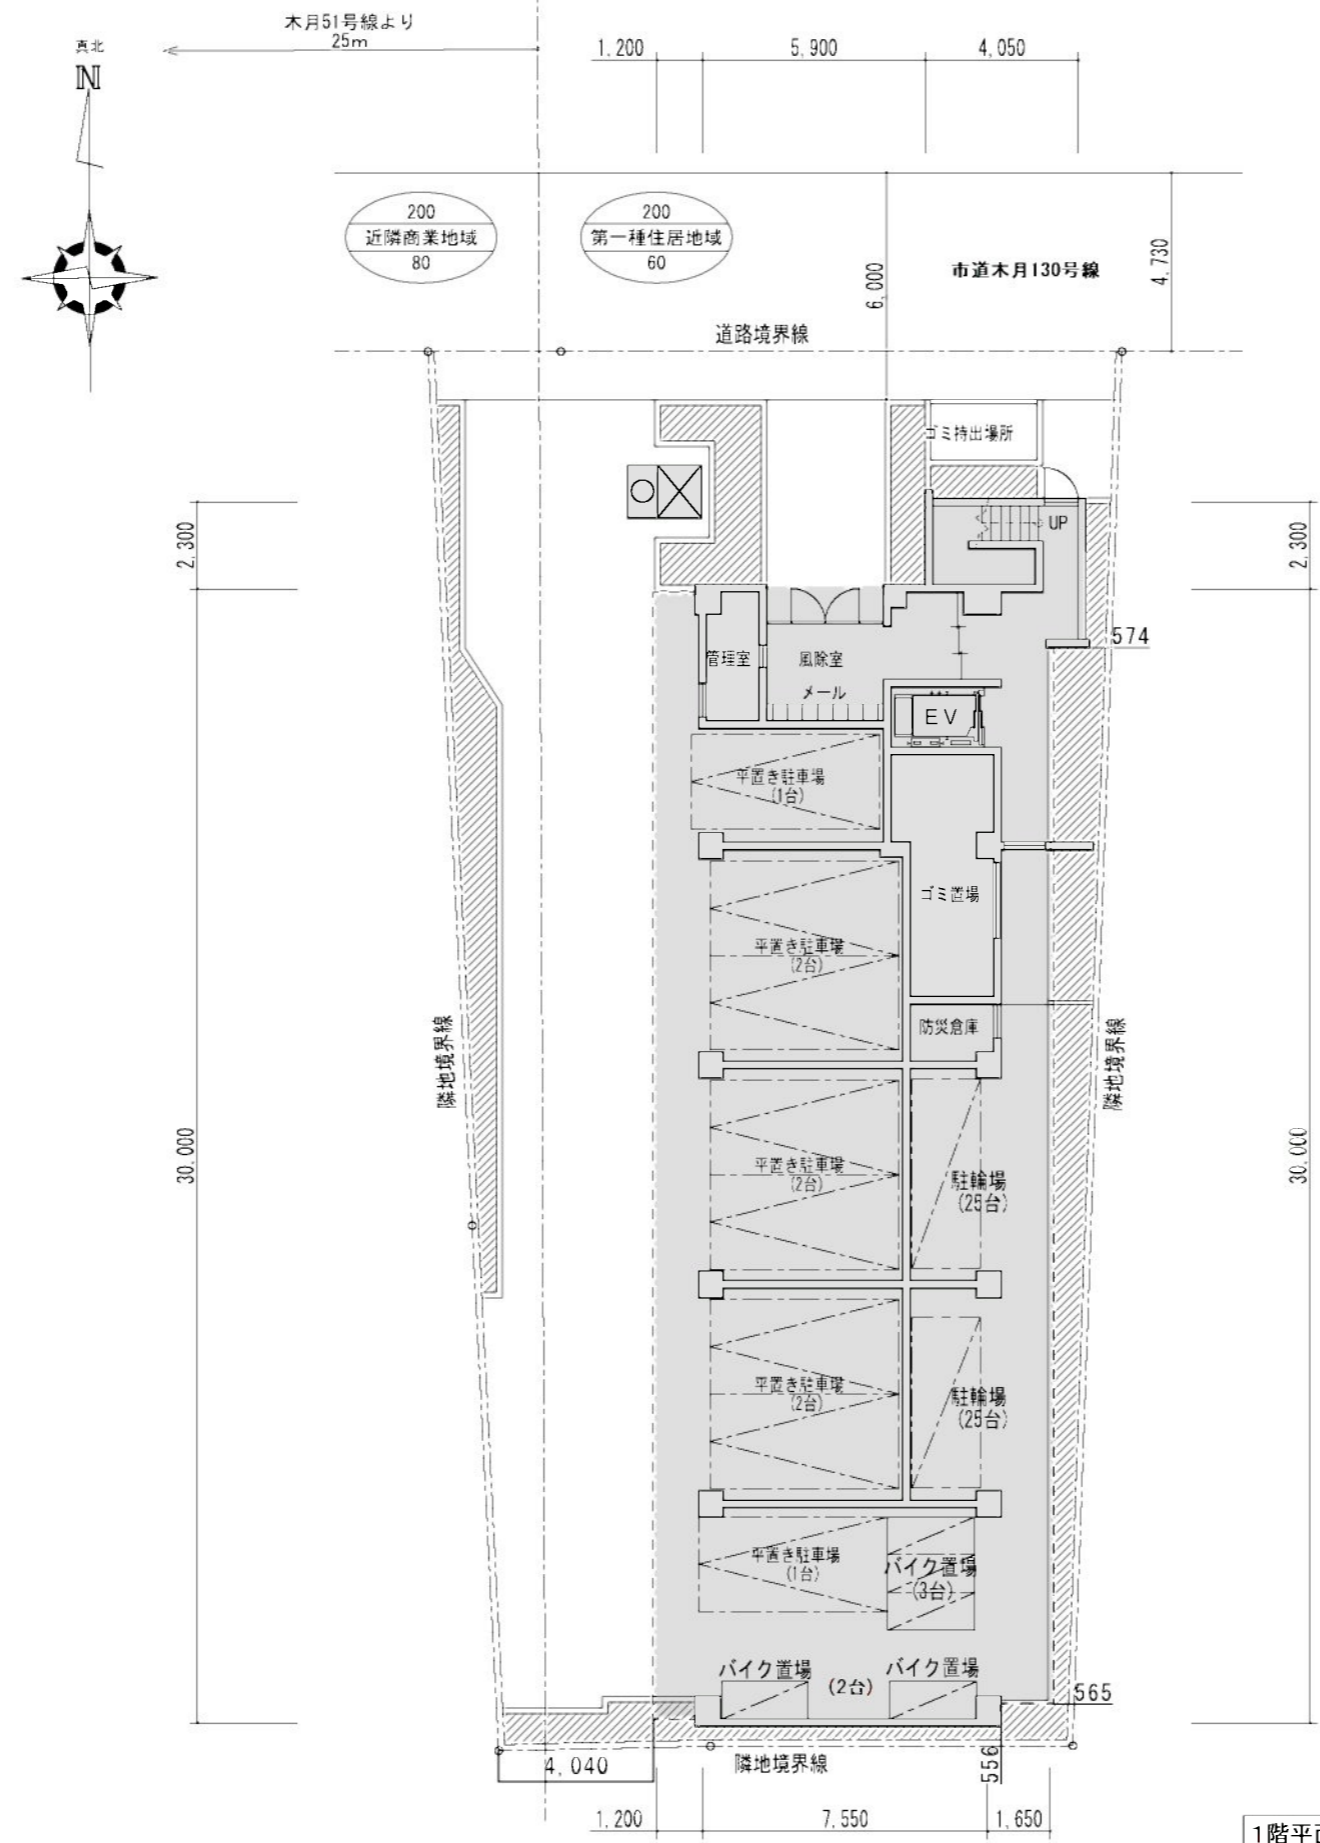 木月51号線より
25m
真北
N
1,200
5,900
4,050
200
近隣商業地域
80
200
第一種住居地域
60
6,000
市道木月130号線
4,730
道路境界線
ゴミ持出場所
UP
2,300
2,300
574
管理室
風除室
メール
EV
平置き駐車場
(1台)
ゴミ置場
平置き駐車場
(2台)
防災倉庫
隣地境界線
隣地境界線
30,000
30,000
平置き駐車場
(2台)
駐輪場
(25台)
平置き駐車場
(2台)
駐輪場
(25台)
平置き駐車場
(1台)
バイク置場
(3台)
バイク置場
(2台)
バイク置場
565
4,040
隣地境界線
556
1,200
7,550
1,650